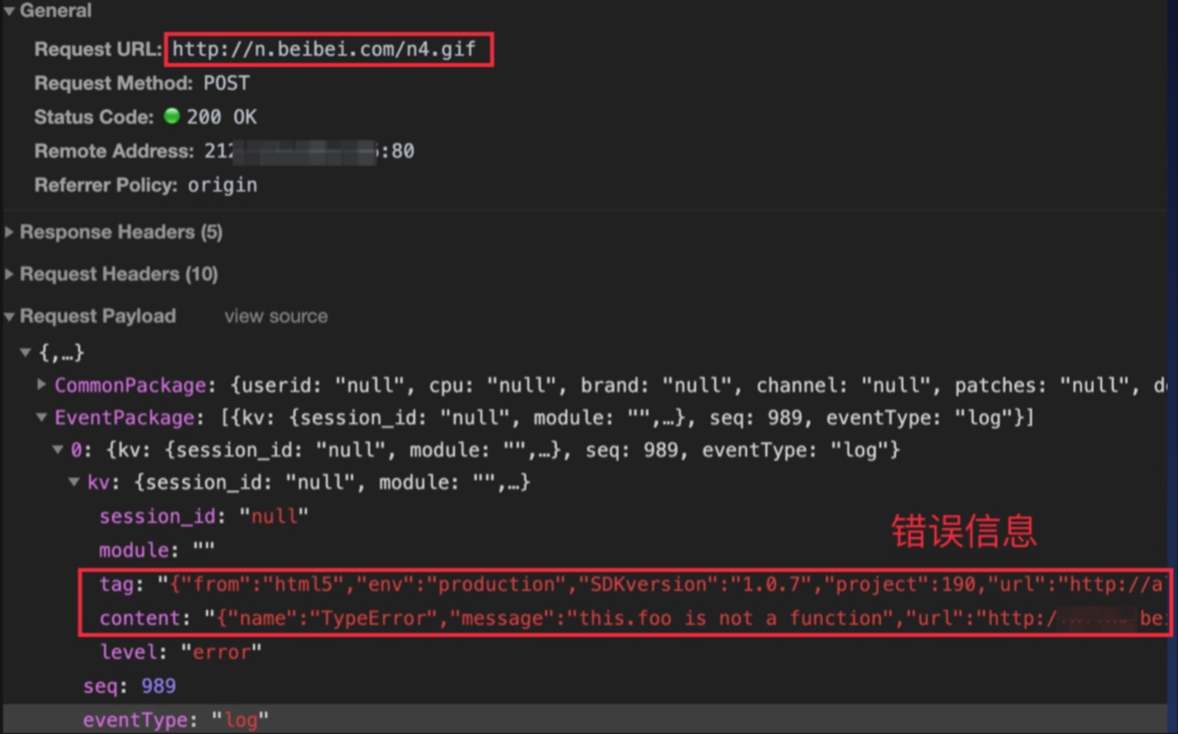 General
Request URL: http://n.beibei.com/n4.gif
Request Method: POST
Status Code: 200 OK
Remote Address: 212 :80
Referrer Policy: origin
Response Headers (5)
Request Headers (10)
Request Payload view source
{,…}
CommonPackage: {userid: "null", cpu: "null", brand: "null", channel: "null", patches: "null", d
EventPackage: [{kv: {session_id: "null", module: "",…}, seq: 989, eventType: "log"}]
0: {kv: {session_id: "null", module: "",…}, seq: 989, eventType: "log"}
kv: {session_id: "null", module: "",…}
session_id: "null"
错误信息
module: ""
tag: "{"from":"html5","env":"production","SDKversion":"1.0.7","project":190,"url":"http://a
content: "{"name":"TypeError","message":"this.foo is not a function","url":"http:/ bei
level: "error"
seq: 989
eventType: "log"